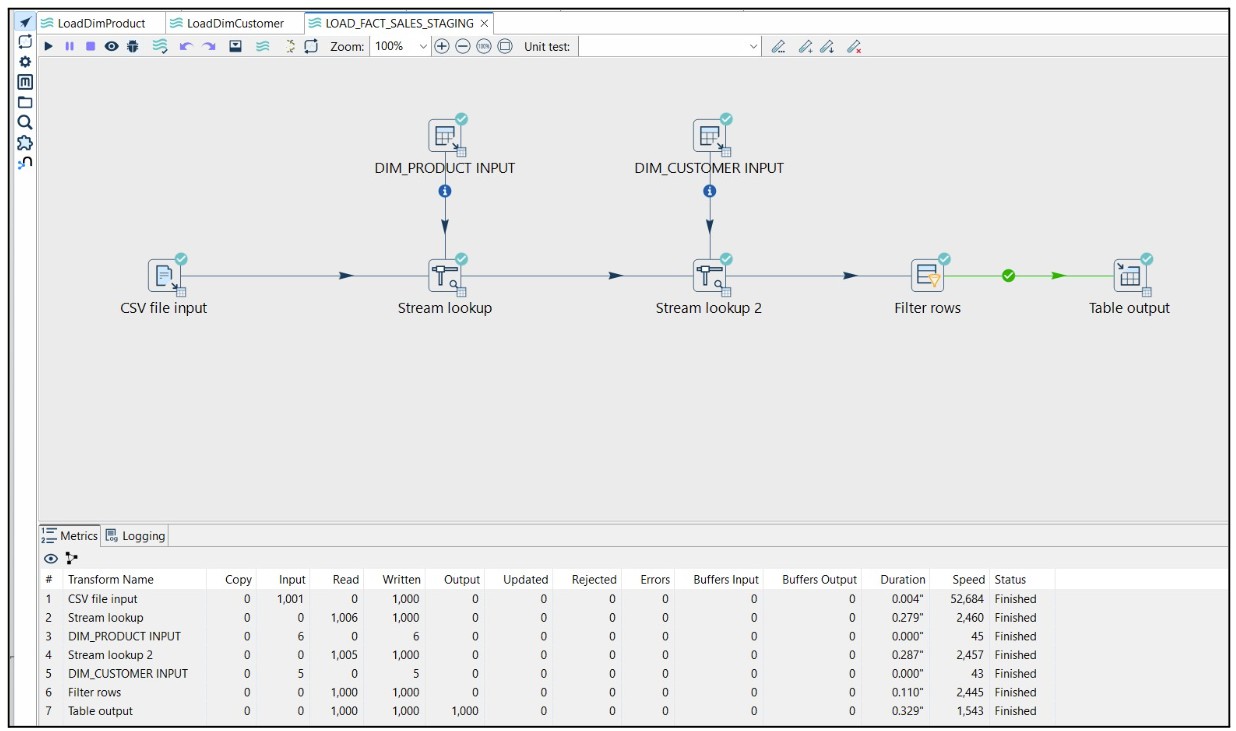 LoadDimProduct LoadDimCustomer LOAD_FACT_SALES_STAGING
Zoom: 100% Unit test:
DIM_PRODUCT INPUT DIM_CUSTOMER INPUT
CSV file input Stream lookup Stream lookup 2 Filter rows Table output
Metrics Logging
# Transform Name Copy Input Read Written Output Updated Rejected Errors Buffers Input Buffers Output Duration Speed Status
1 CSV file input 0 1,001 0 1,000 0 0 0 0 0 0 0.004" 52,684 Finished
2 Stream lookup 0 0 1,006 1,000 0 0 0 0 0 0 0.279" 2,460 Finished
3 DIM_PRODUCT INPUT 0 6 0 6 0 0 0 0 0 0 0.000" 45 Finished
4 Stream lookup 2 0 0 1,005 1,000 0 0 0 0 0 0 0.287" 2,457 Finished
5 DIM_CUSTOMER INPUT 0 5 0 5 0 0 0 0 0 0 0.000" 43 Finished
6 Filter rows 0 0 1,000 1,000 0 0 0 0 0 0 0.110" 2,445 Finished
7 Table output 0 0 1,000 1,000 1,000 0 0 0 0 0 0.329" 1,543 Finished